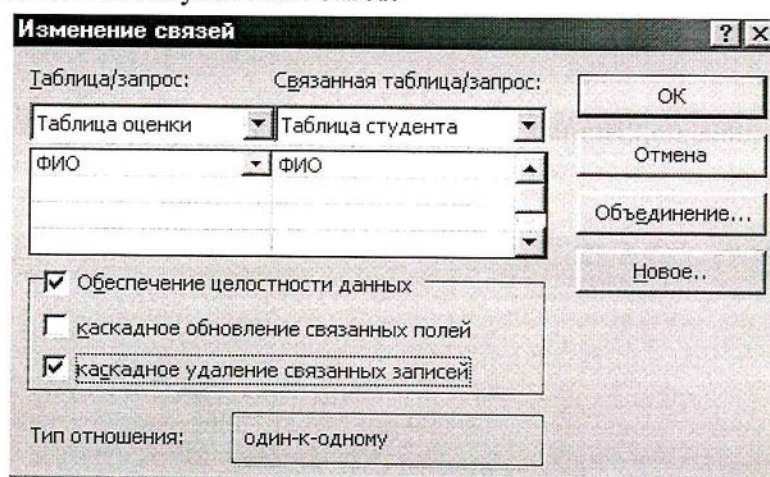 Изменение связей
Таблица/запрос: Связанная таблица/запрос:
Таблица оценки Таблица студента
ФИО ФИО
ОК
Отмена
Объединение...
Новое..
Обеспечение целостности данных
каскадное обновление связанных полей
каскадное удаление связанных записей
Тип отношения: один-к-одному